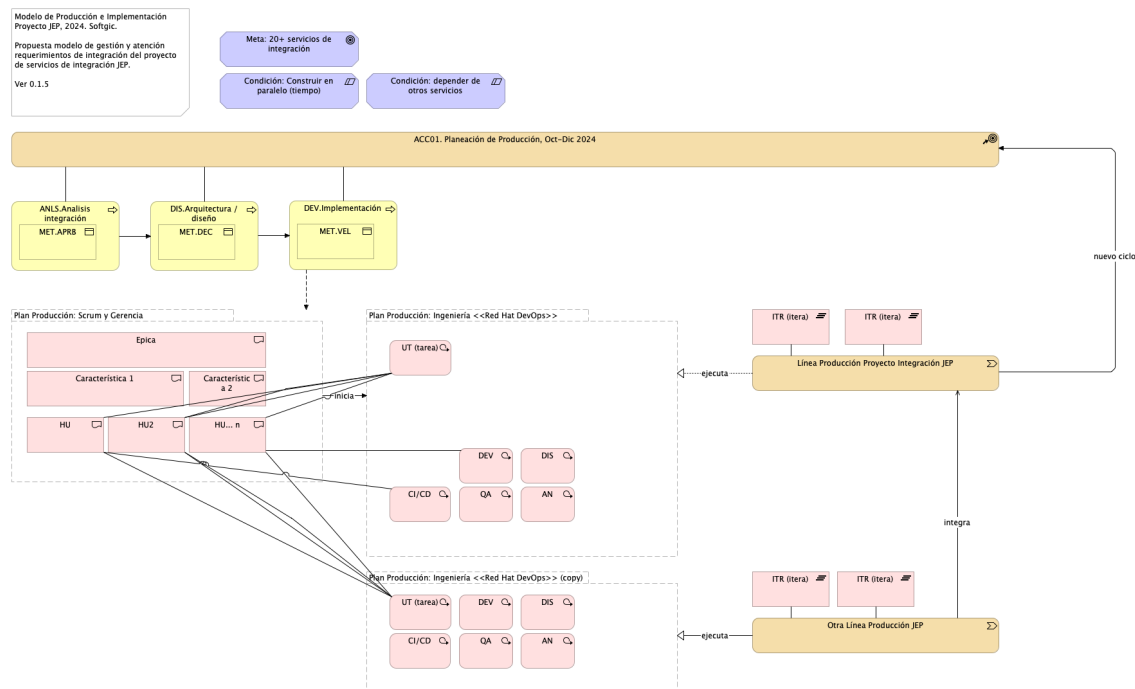 Modelo de Producción e Implementación
Proyecto JEP, 2024. Softgic.
Propuesta modelo de gestión y atención
requerimientos de integración del proyecto
de servicios de integración JEP.
Ver 0.1.5
Meta: 20+ servicios de
integración
Condición: Construir en
paralelo (tiempo)
Condición: depender de
otros servicios
ACC01. Planeación de Producción, Oct-Dic 2024
ANLS.Analisis
integración
MET.APRB
DIS.Arquitectura /
diseño
MET.DEC
DEV.Implementación
MET.VEL
nuevo ciclo
Plan Producción: Scrum y Gerencia
Epica
Característica 1
Característic
a 2
HU
HU2
HU... n
inicia
Plan Producción: Ingeniería <<Red Hat DevOps>>
UT (tarea)
DEV
DIS
CI/CD
QA
AN
ITR (itera)
ITR (itera)
Línea Producción Proyecto Integración JEP
ejecuta
integra
Plan Producción: Ingeniería <<Red Hat DevOps>> (copy)
UT (tarea)
DEV
DIS
CI/CD
QA
AN
ITR (itera)
ITR (itera)
Otra Línea Producción JEP
ejecuta